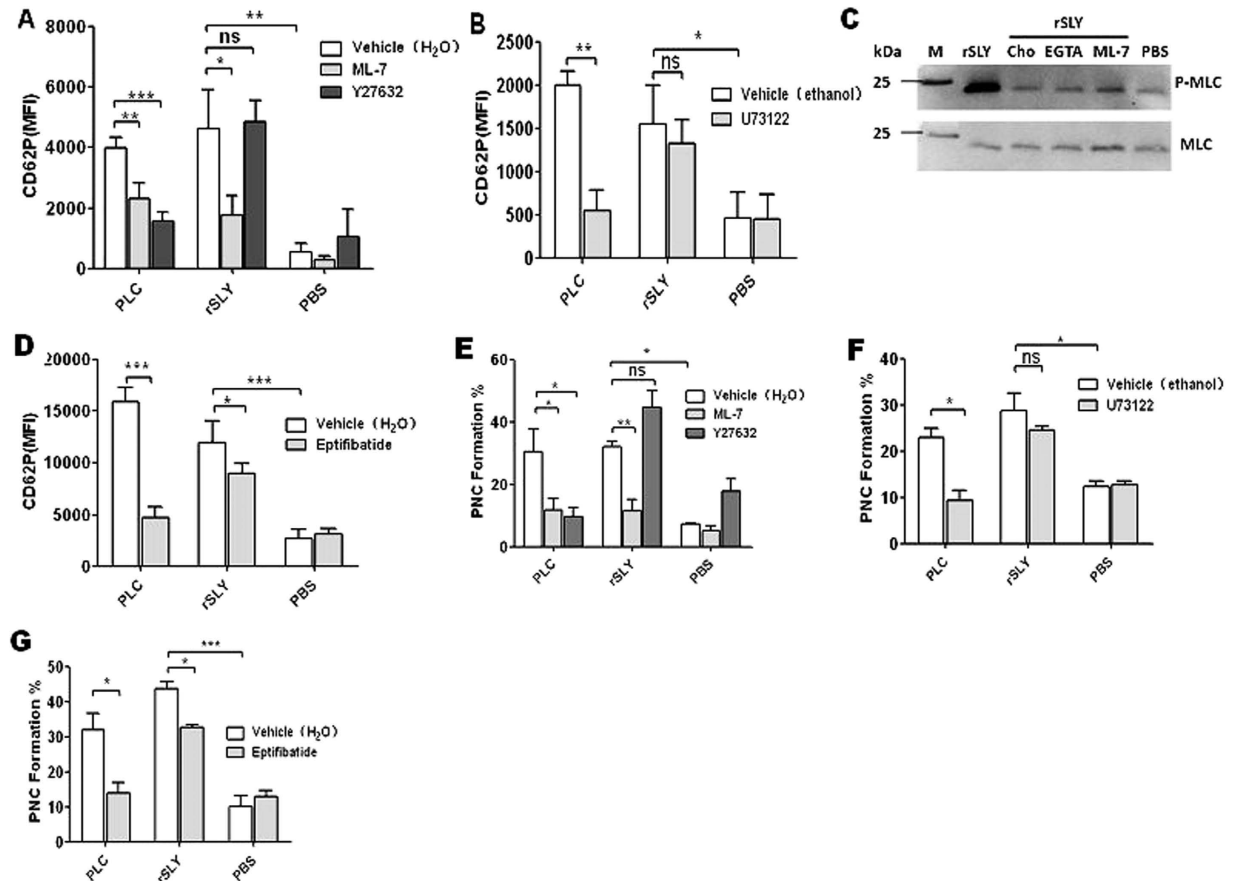 A
CD62P(MFI)
8000
6000
4000
2000
0
***
**
**
ns
*
PLC
rSLY
PBS
Vehicle (H₂O)
ML-7
Y27632
B
CD62P(MFI)
2500
2000
1500
1000
500
0
**
*
ns
PLC
rSLY
PBS
Vehicle (ethanol)
U73122
C
rSLY
kDa M rSLY Cho EGTA ML-7 PBS
25
P-MLC
25
MLC
D
CD62P(MFI)
20000
15000
10000
5000
0
***
***
*
PLC
rSLY
PBS
Vehicle (H₂O)
Eptifibatide
E
PNC Formation %
60
40
20
0
*
*
*
ns
**
PLC
rSLY
PBS
Vehicle (H₂O)
ML-7
Y27632
F
PNC Formation %
40
30
20
10
0
*
*
ns
PLC
rSLY
PBS
Vehicle (ethanol)
U73122
G
PNC Formation %
50
40
30
20
10
0
*
***
*
PLC
rSLY
PBS
Vehicle (H₂O)
Eptifibatide